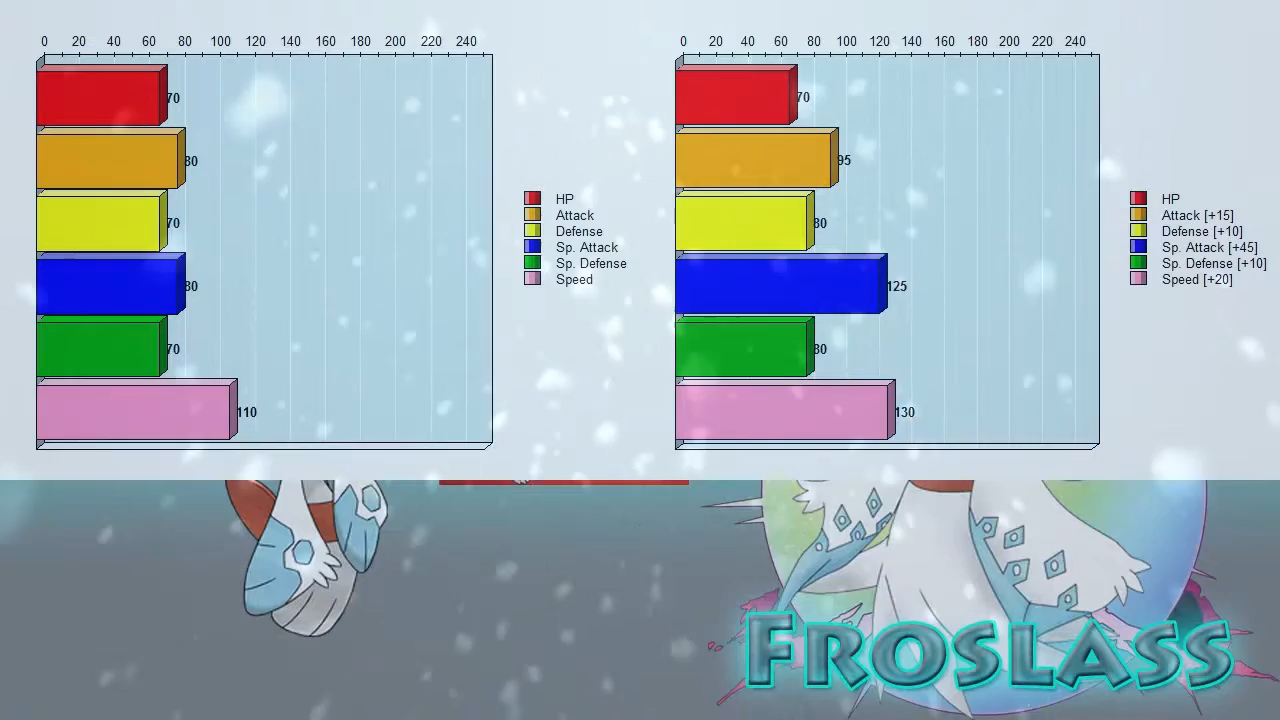 0 20 40 60 80 100 120 140 160 180 200 220 240
70
80
70
80
70
110
HP
Attack
Defense
Sp. Attack
Sp. Defense
Speed
0 20 40 60 80 100 120 140 160 180 200 220 240
70
95
80
125
80
130
HP
Attack [+15]
Defense [+10]
Sp. Attack [+45]
Sp. Defense [+10]
Speed [+20]
FROSLASS